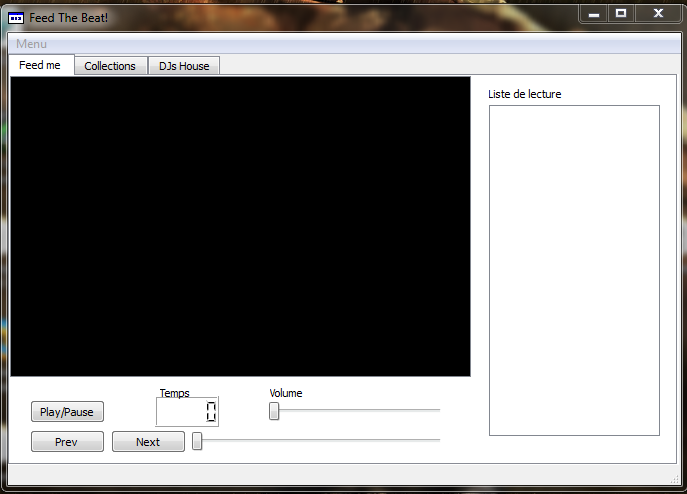 Feed The Beat!
Menu
Feed me Collections DJs House
Liste de lecture
Temps Volume
Play/Pause 0
Prev Next